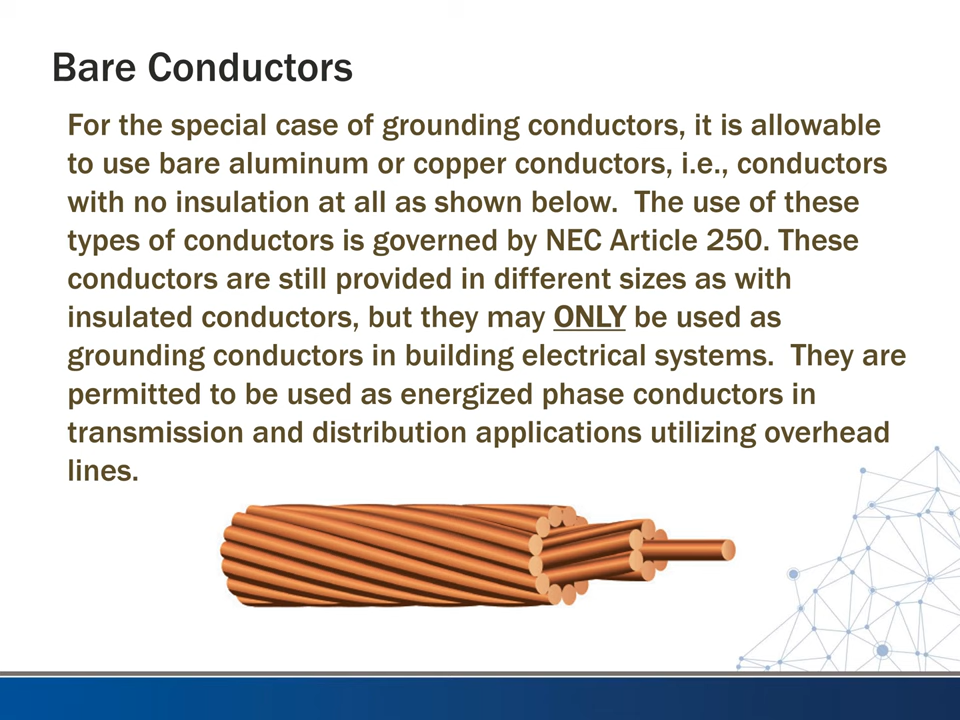 Bare Conductors
For the special case of grounding conductors, it is allowable
to use bare aluminum or copper conductors, i.e., conductors
with no insulation at all as shown below.  The use of these
types of conductors is governed by NEC Article 250. These
conductors are still provided in different sizes as with
insulated conductors, but they may ONLY be used as
grounding conductors in building electrical systems.  They are
permitted to be used as energized phase conductors in
transmission and distribution applications utilizing overhead
lines.